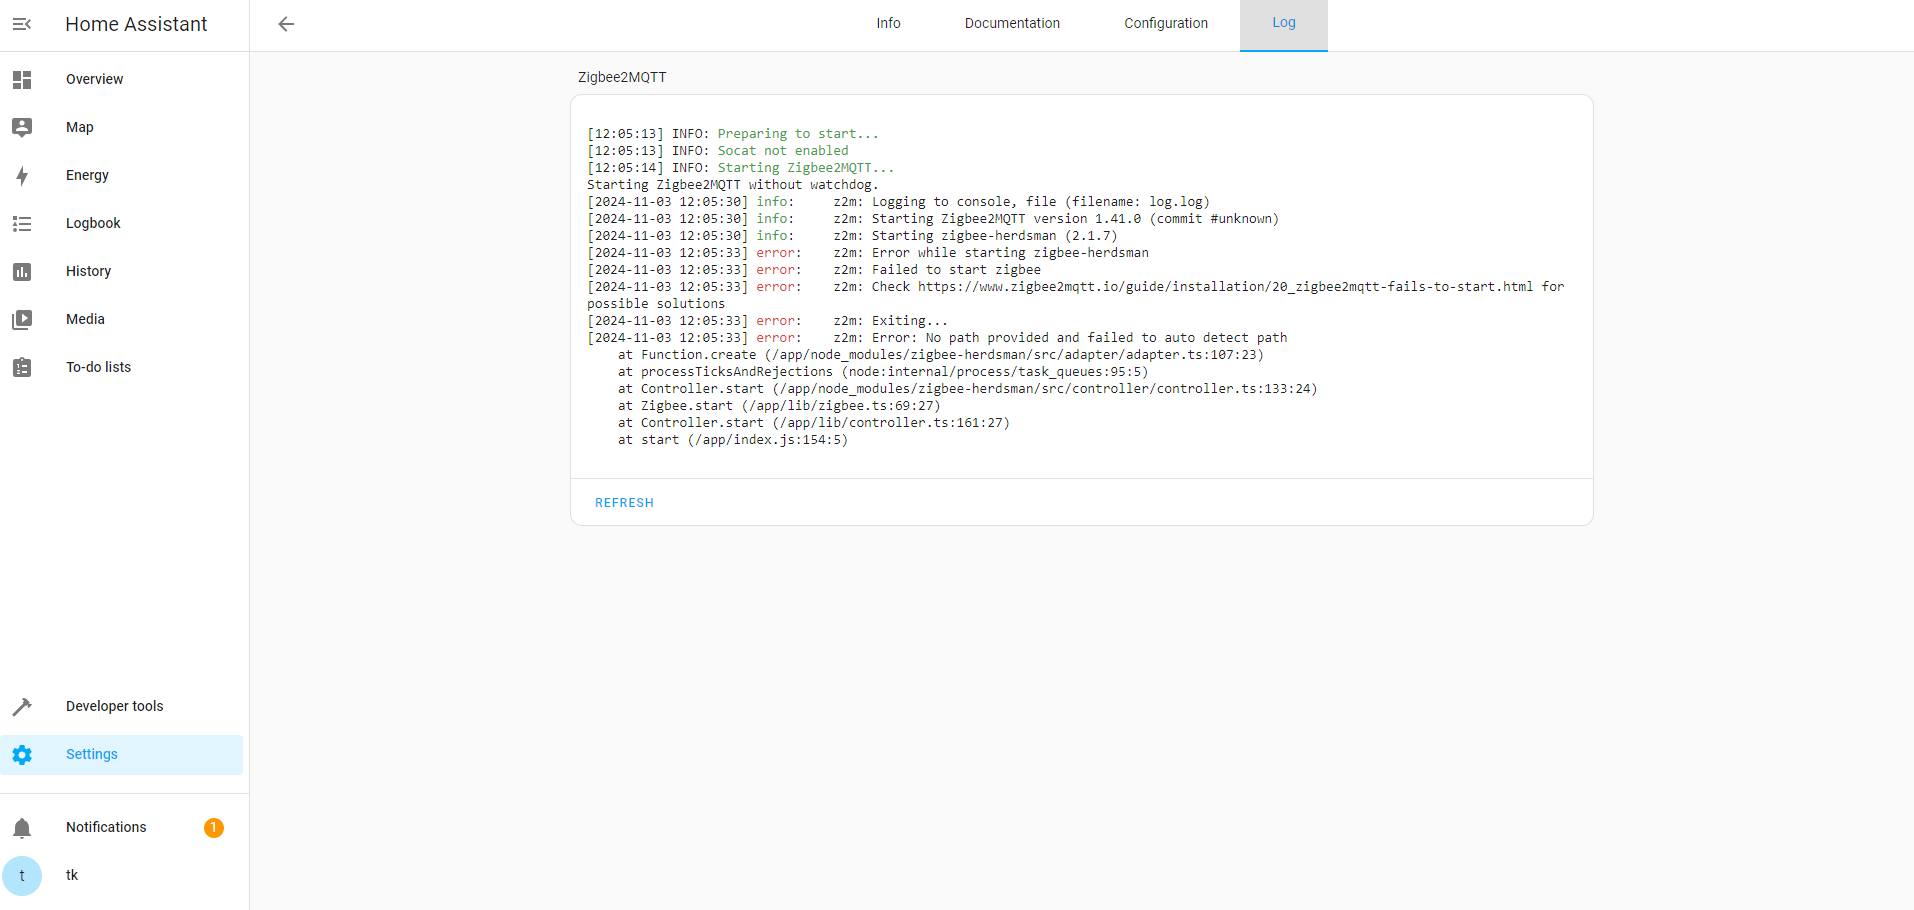 Home Assistant
Info
Documentation
Configuration
Log
Overview
Map
Energy
Logbook
History
Media
To-do lists
Developer tools
Settings
Notifications
1
t
tk
Zigbee2MQTT
[12:05:13] INFO: Preparing to start...
[12:05:13] INFO: Socat not enabled
[12:05:14] INFO: Starting Zigbee2MQTT...
Starting Zigbee2MQTT without watchdog.
[2024-11-03 12:05:30] info:    z2m: Logging to console, file (filename: log.log)
[2024-11-03 12:05:30] info:    z2m: Starting Zigbee2MQTT version 1.41.0 (commit #unknown)
[2024-11-03 12:05:30] info:    z2m: Starting zigbee-herdsman (2.1.7)
[2024-11-03 12:05:33] error:    z2m: Error while starting zigbee-herdsman
[2024-11-03 12:05:33] error:    z2m: Failed to start zigbee
[2024-11-03 12:05:33] error:    z2m: Check https://www.zigbee2mqtt.io/guide/installation/20_zigbee2mqtt-fails-to-start.html for
possible solutions
[2024-11-03 12:05:33] error:    z2m: Exiting...
[2024-11-03 12:05:33] error:    z2m: Error: No path provided and failed to auto detect path
    at Function.create (/app/node_modules/zigbee-herdsman/src/adapter/adapter.ts:107:23)
    at processTicksAndRejections (node:internal/process/task_queues:95:5)
    at Controller.start (/app/node_modules/zigbee-herdsman/src/controller/controller.ts:133:24)
    at Zigbee.start (/app/lib/zigbee.ts:69:27)
    at Controller.start (/app/lib/controller.ts:161:27)
    at start (/app/index.js:154:5)
REFRESH